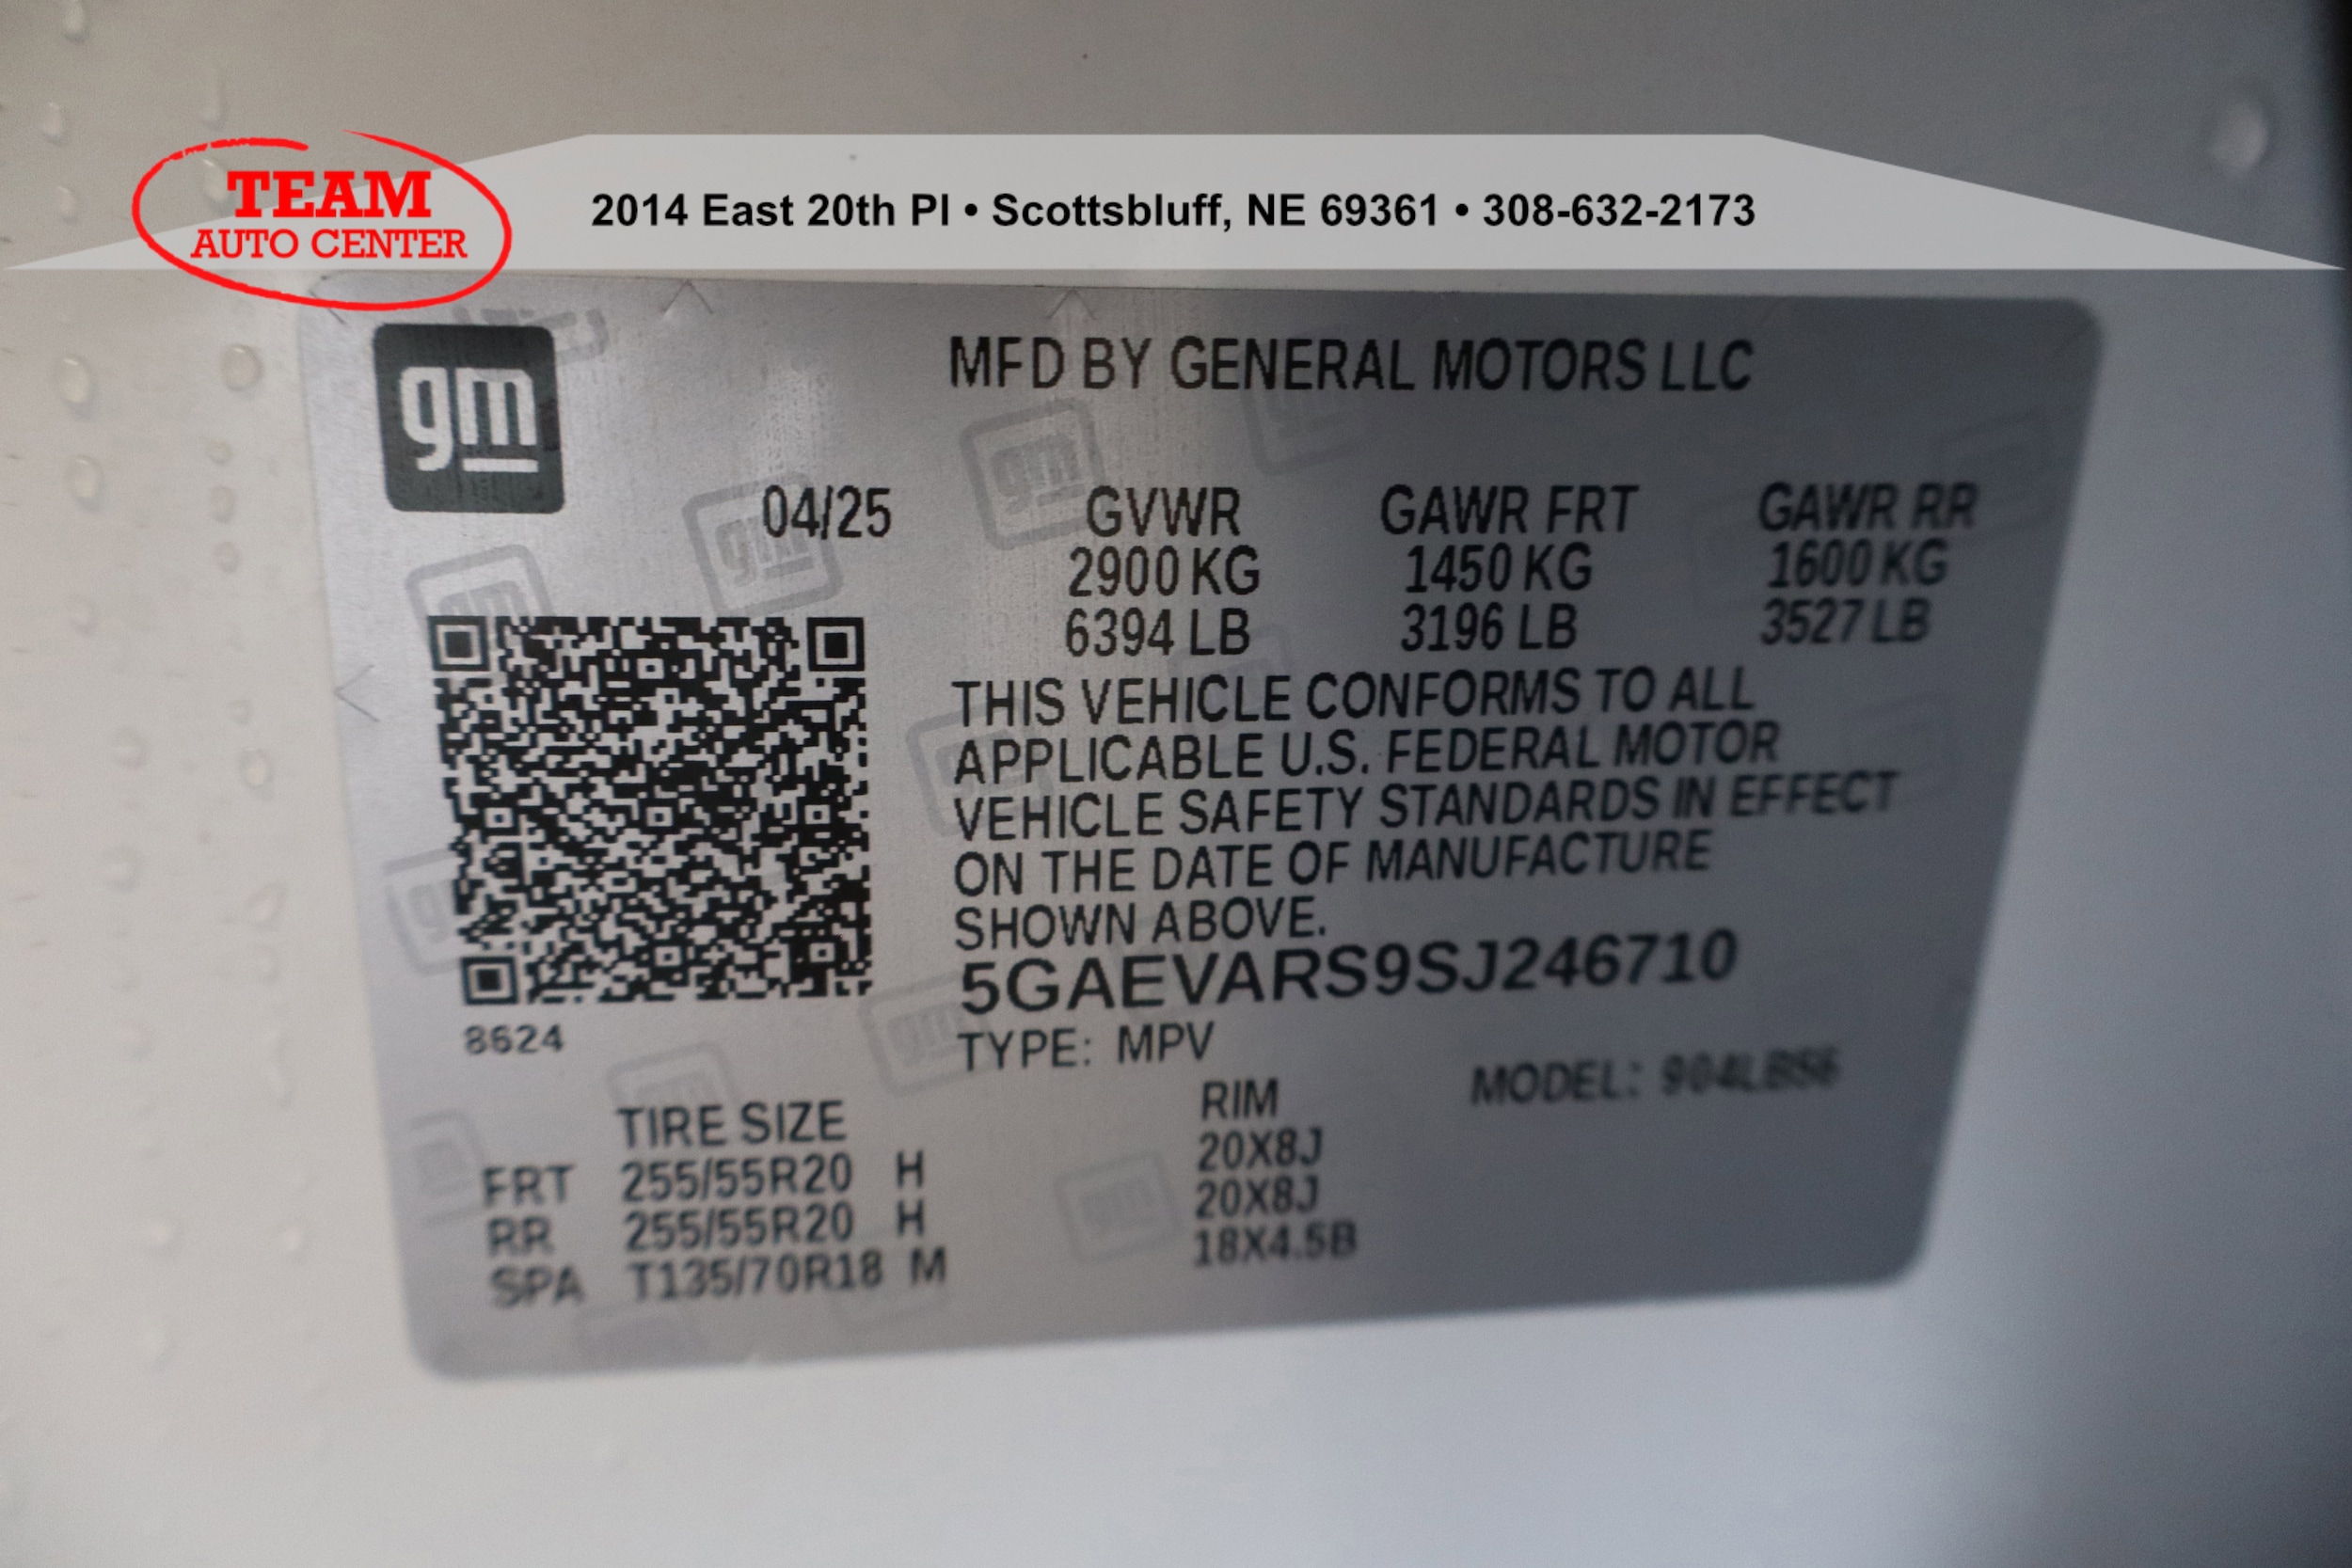 TEAM
AUTO CENTER
2014 East 20th Pl • Scottsbluff, NE 69361 • 308-632-2173
gm
MFD BY GENERAL MOTORS LLC
04/25 GVWR GAWR FRT GAWR RR
2900 KG 1450 KG 1600 KG
6394 LB 3196 LB 3527 LB
THIS VEHICLE CONFORMS TO ALL
APPLICABLE U.S. FEDERAL MOTOR
VEHICLE SAFETY STANDARDS IN EFFECT
ON THE DATE OF MANUFACTURE
SHOWN ABOVE.
5GAEVARS9SJ246710
8624
TYPE: MPV MODEL:
TIRE SIZE RIM
FRT 255/55R20 H 20X8J
RR 255/55R20 H 20X8J
SPA T135/70R18 M 18X4.5B